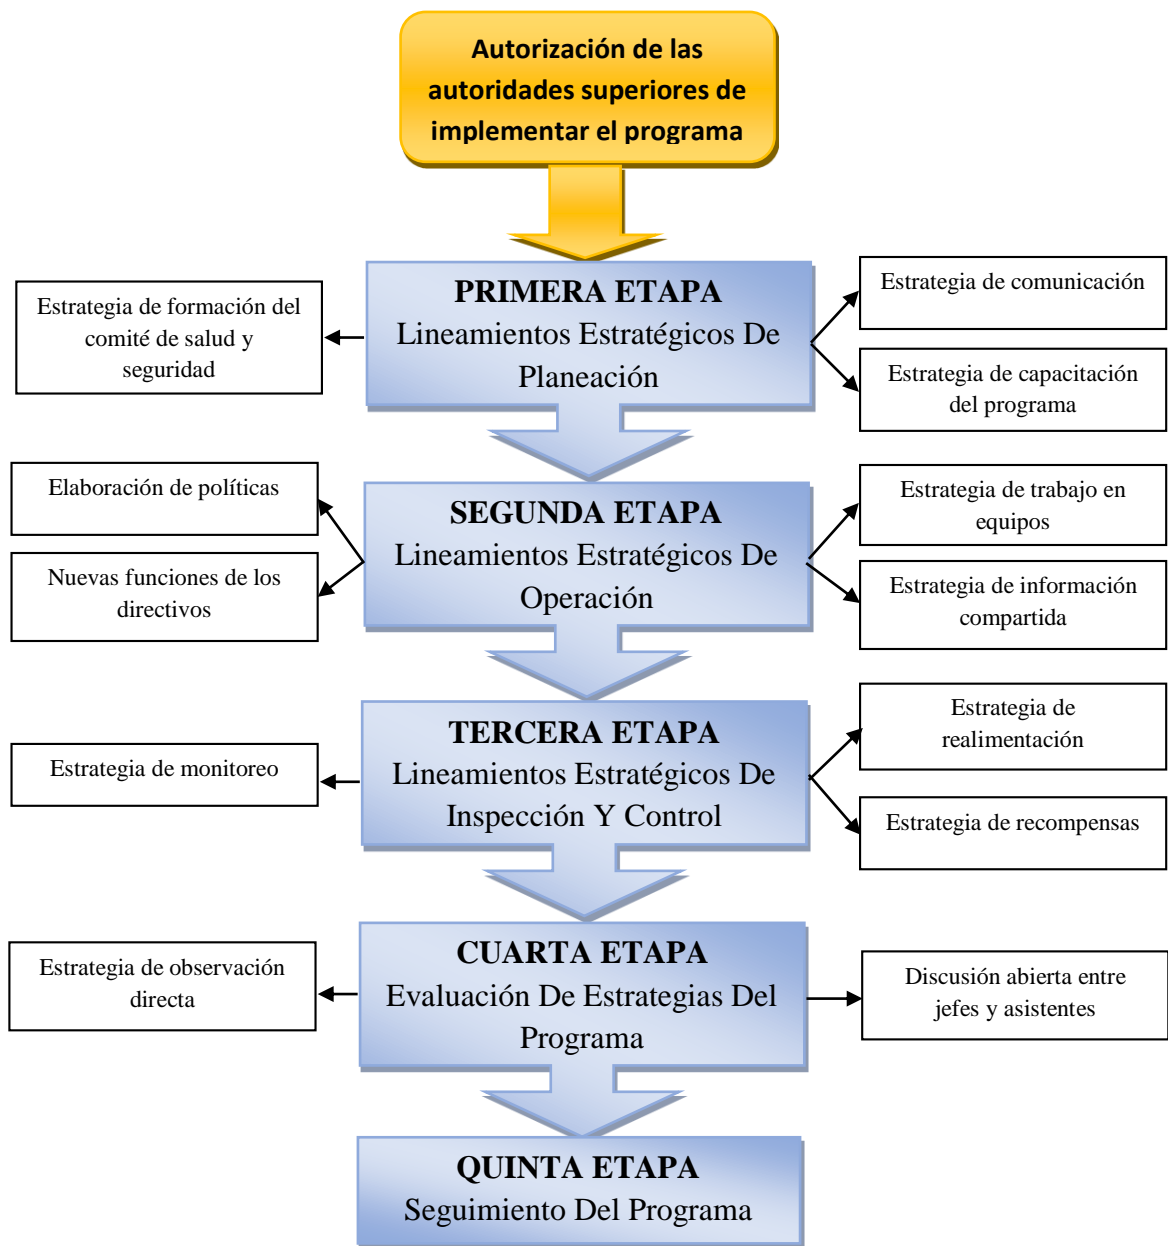 Autorización de las
autoridades superiores de
implementar el programa
PRIMERA ETAPA
Lineamientos Estratégicos De
Planeación
Estrategia de formación del
comité de salud y
seguridad
Estrategia de comunicación
Estrategia de capacitación
del programa
SEGUNDA ETAPA
Lineamientos Estratégicos De
Operación
Elaboración de políticas
Nuevas funciones de los
directivos
Estrategia de trabajo en
equipos
Estrategia de información
compartida
TERCERA ETAPA
Lineamientos Estratégicos De
Inspección Y Control
Estrategia de monitoreo
Estrategia de
realimentación
Estrategia de recompensas
CUARTA ETAPA
Evaluación De Estrategias Del
Programa
Estrategia de observación
directa
Discusión abierta entre
jefes y asistentes
QUINTA ETAPA
Seguimiento Del Programa